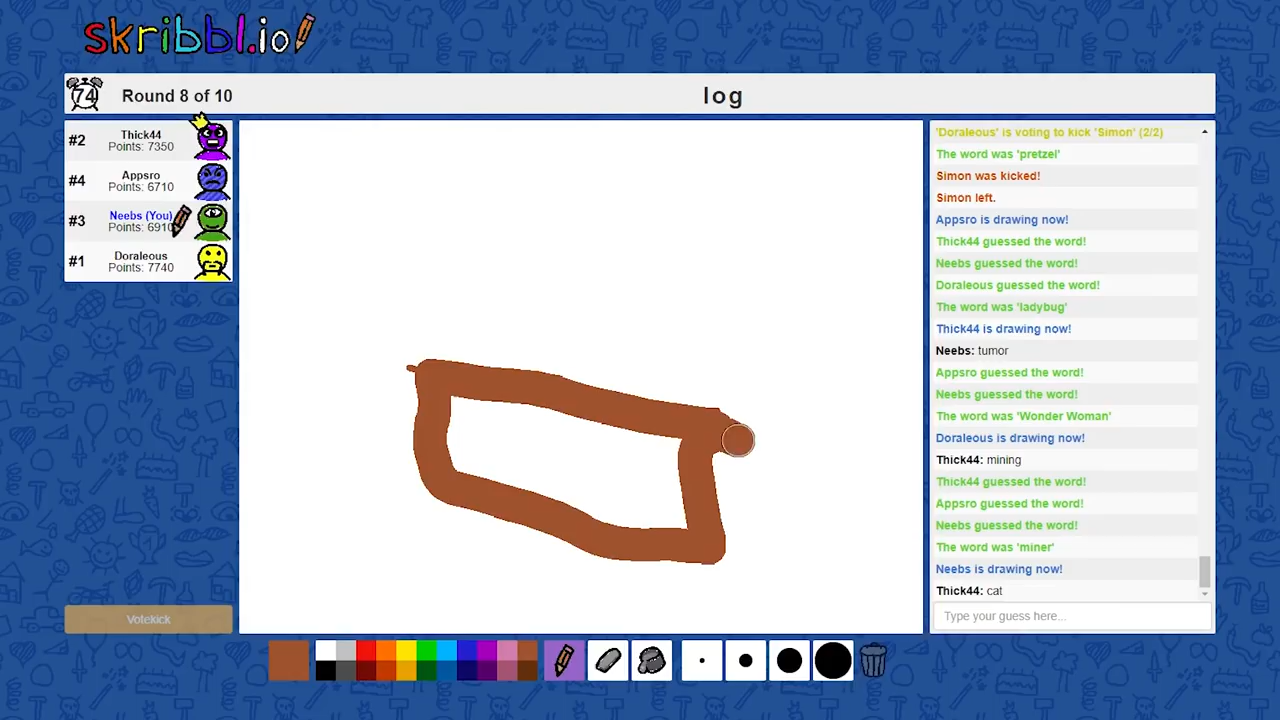 skribbl.io
74
Round 8 of 10
log
#2
Thick44
Points: 7350
#4
Appsro
Points: 6710
#3
Neebs (You)
Points: 6910
#1
Doraleous
Points: 7740
Votekick
'Doraleous' is voting to kick 'Simon' (2/2)
The word was 'pretzel'
Simon was kicked!
Simon left.
Appsro is drawing now!
Thick44 guessed the word!
Neebs guessed the word!
Doraleous guessed the word!
The word was 'ladybug'
Thick44 is drawing now!
Neebs: tumor
Appsro guessed the word!
Neebs guessed the word!
The word was 'Wonder Woman'
Doraleous is drawing now!
Thick44: mining
Thick44 guessed the word!
Appsro guessed the word!
Neebs guessed the word!
The word was 'miner'
Neebs is drawing now!
Thick44: cat
Type your guess here...